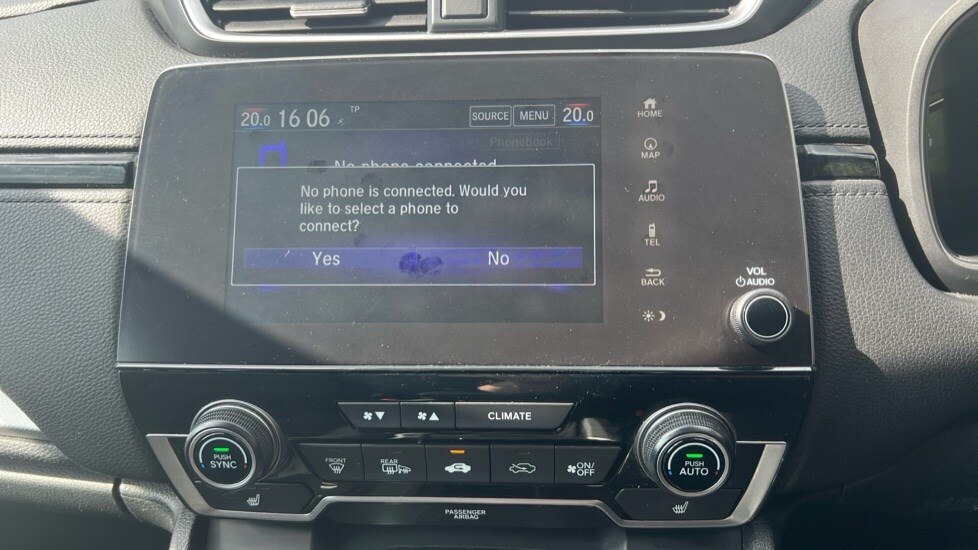 20.0 16 06 TP SOURCE MENU 20.0
Phonebook
No phone connected
No phone is connected. Would you
like to select a phone to
connect?
Yes No
HOME
MAP
AUDIO
TEL
BACK
VOL
AUDIO
CLIMATE
PUSH
SYNC
FRONT
REAR
ON/
OFF
PUSH
AUTO
PASSENGER
AIRBAG